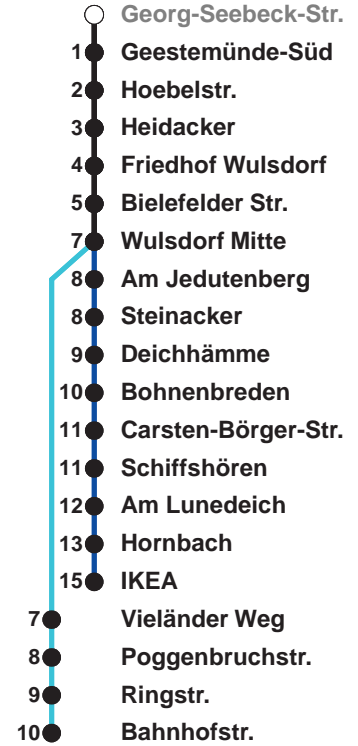 Georg-Seebeck-Str.
1 Geestemünde-Süd
2 Hoebelstr.
3 Heidacker
4 Friedhof Wulsdorf
5 Bielefelder Str.
7 Wulsdorf Mitte
8 Am Jedutenberg
8 Steinacker
9 Deichhämme
10 Bohnenbreden
11 Carsten-Börger-Str.
11 Schiffshören
12 Am Lunedeich
13 Hornbach
15 IKEA
7 Vieländer Weg
8 Poggenbruchstr.
9 Ringstr.
10 Bahnhofstr.